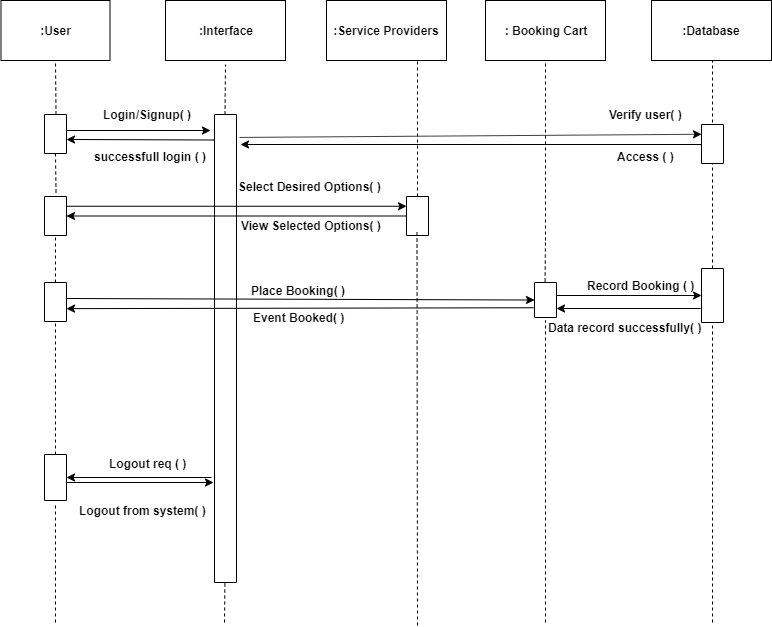 :User
:Interface
:Service Providers
: Booking Cart
:Database
Login/Signup( )
Verify user( )
successfull login ( )
Access ( )
Select Desired Options( )
View Selected Options( )
Place Booking( )
Record Booking ( )
Event Booked( )
Data record successfully( )
Logout req ( )
Logout from system( )